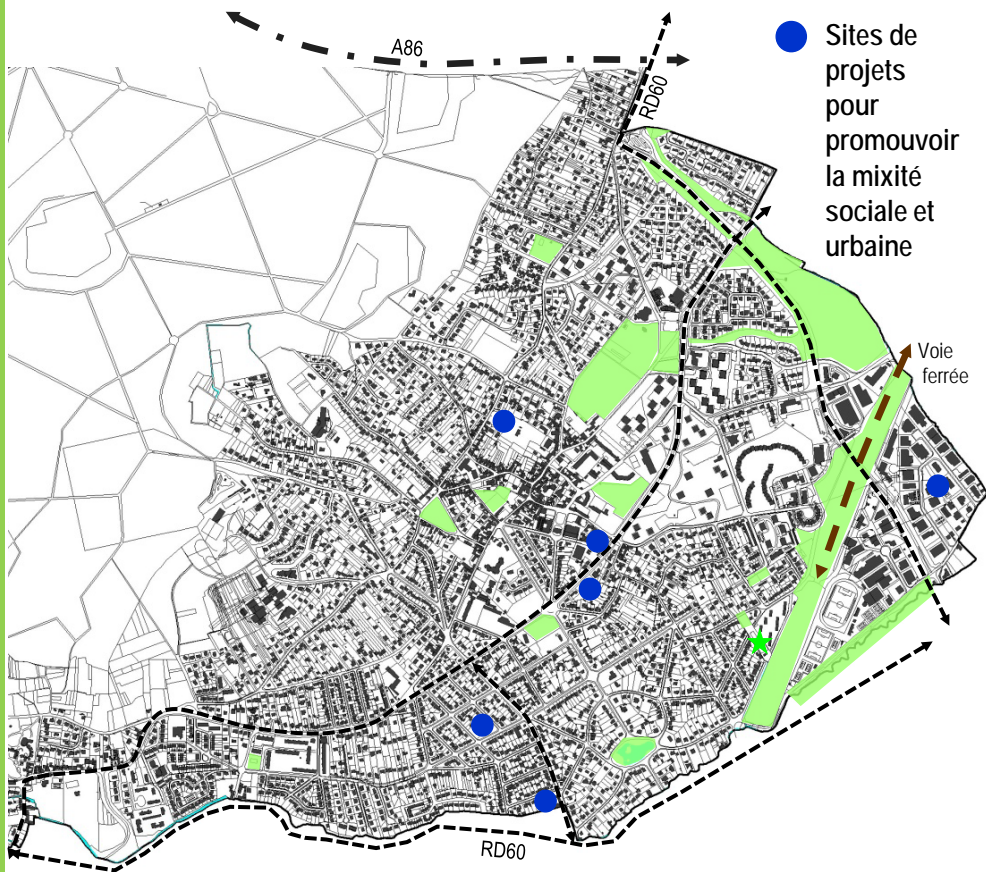 A86
RD60
Sites de
projets
pour
promouvoir
la mixité
sociale et
urbaine
Voie
ferrée
RD60